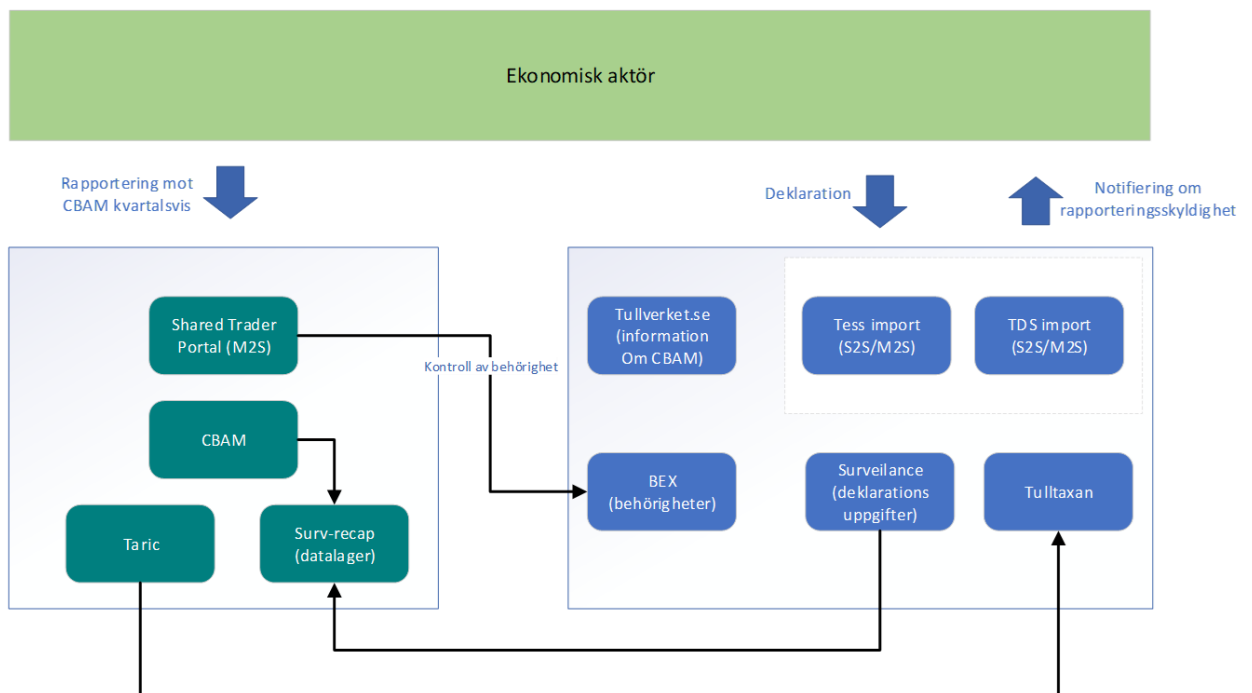 Ekonomisk aktör
Rapportering mot
CBAM kvartalsvis
Deklaration
Notifiering om
rapporteringsskyldighet
Shared Trader
Portal (M2S)
Kontroll av behörighet
CBAM
Taric
Surv-recap
(datalager)
Tullverket.se
(information
Om CBAM)
Tess import
(S2S/M2S)
TDS import
(S2S/M2S)
BEX
(behörigheter)
Surveilance
(deklarations
uppgifter)
Tulltaxan